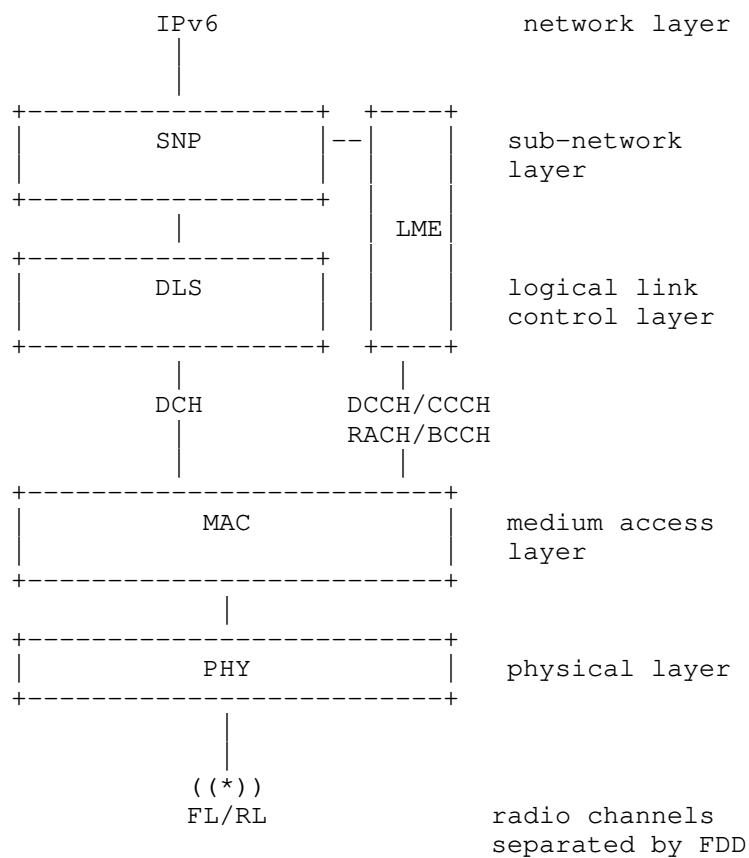 IPv6 network layer
SNP sub-network
layer
LME
DLS logical link
control layer
DCH DCCH/CCCH
RACH/BCCH
MAC medium access
layer
PHY physical layer
((*))
FL/RL radio channels
separated by FDD